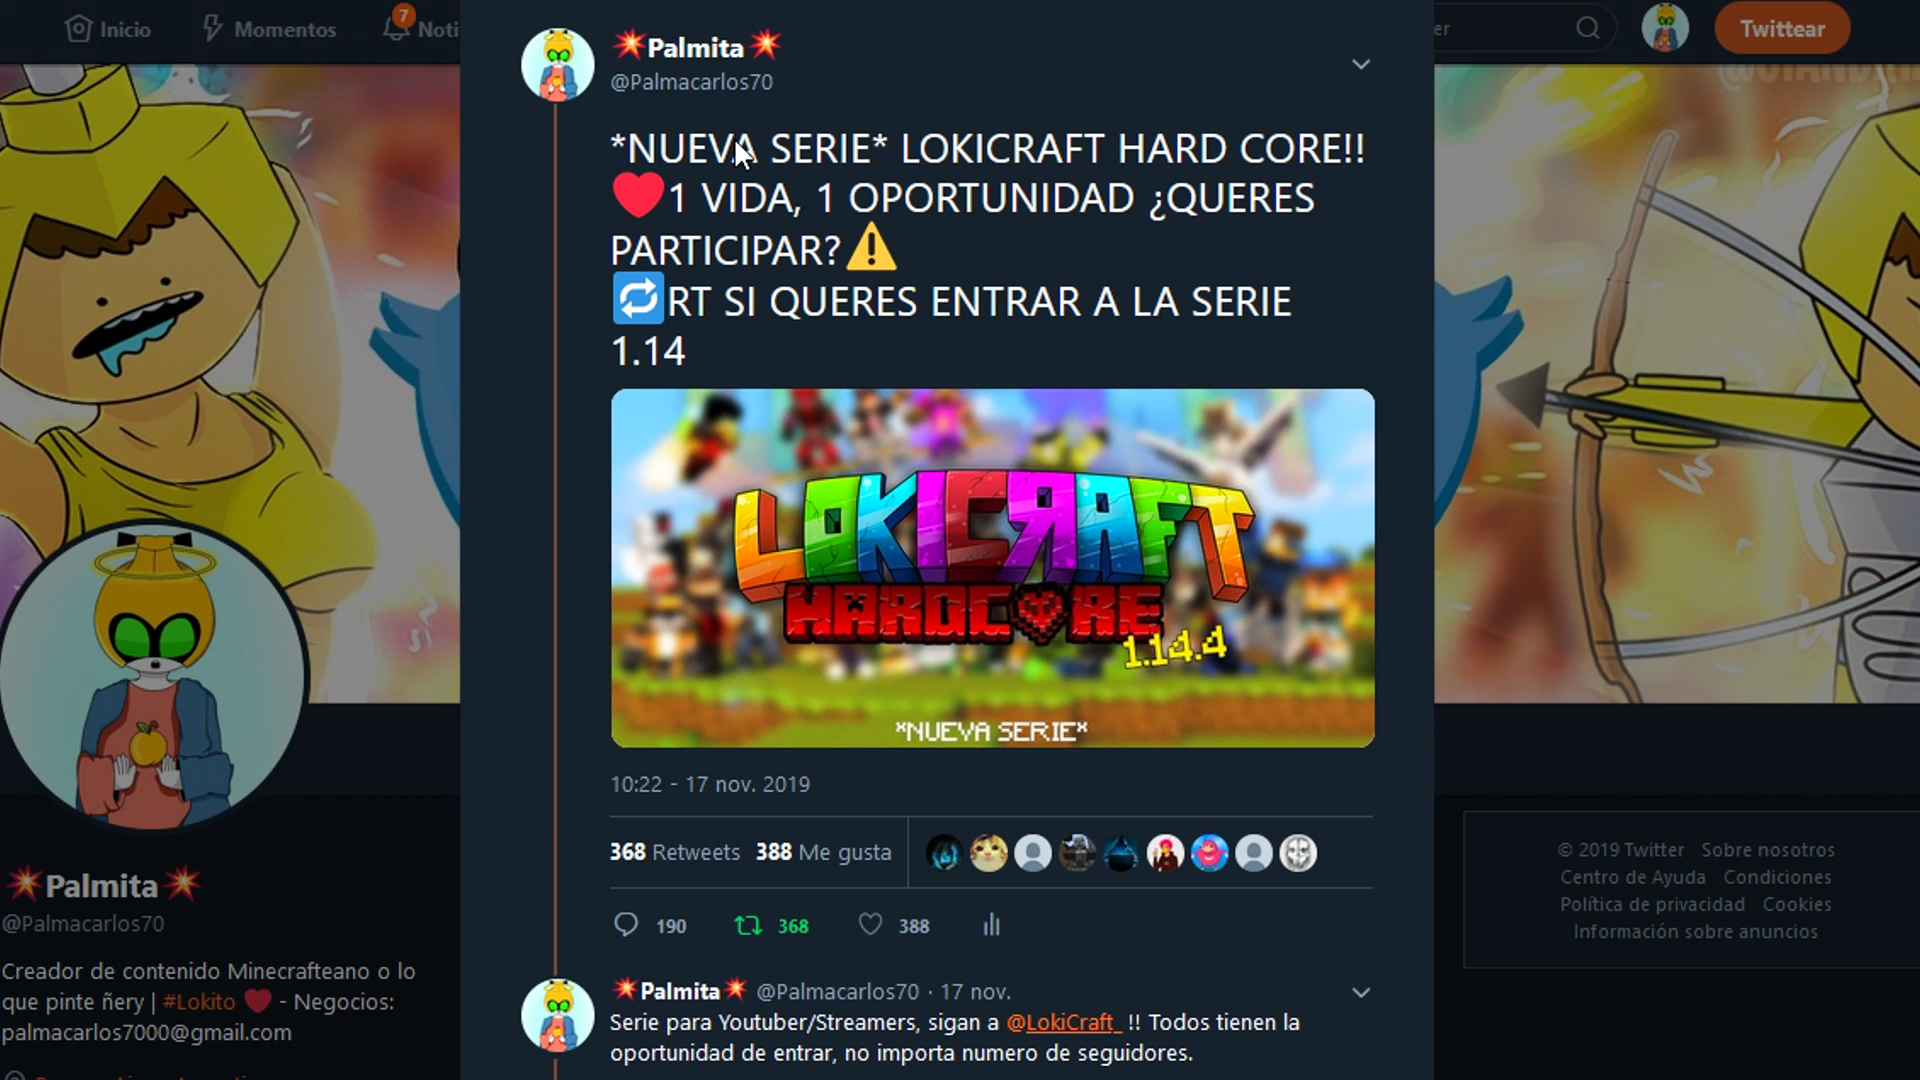 Inicio
Momentos
7
Noti
er
Twittear
💥Palmita💥
@Palmacarlos70
*NUEVA SERIE* LOKICRAFT HARD CORE!!
❤️1 VIDA, 1 OPORTUNIDAD ¿QUERES
PARTICIPAR?⚠️
🔁RT SI QUERES ENTRAR A LA SERIE
1.14
LOKICRAFT
HARDCORE
1.14.4
*NUEVA SERIE*
10:22 - 17 nov. 2019
368 Retweets 388 Me gusta
190 368 388
💥Palmita💥 @Palmacarlos70 · 17 nov.
Serie para Youtuber/Streamers, sigan a @LokiCraft_ !! Todos tienen la
oportunidad de entrar, no importa numero de seguidores.
💥Palmita💥
@Palmacarlos70
Creador de contenido Minecrafteano o lo
que pinte ñery | #Lokito ❤️ - Negocios:
palmacarlos7000@gmail.com
© 2019 Twitter Sobre nosotros
Centro de Ayuda Condiciones
Política de privacidad Cookies
Información sobre anuncios